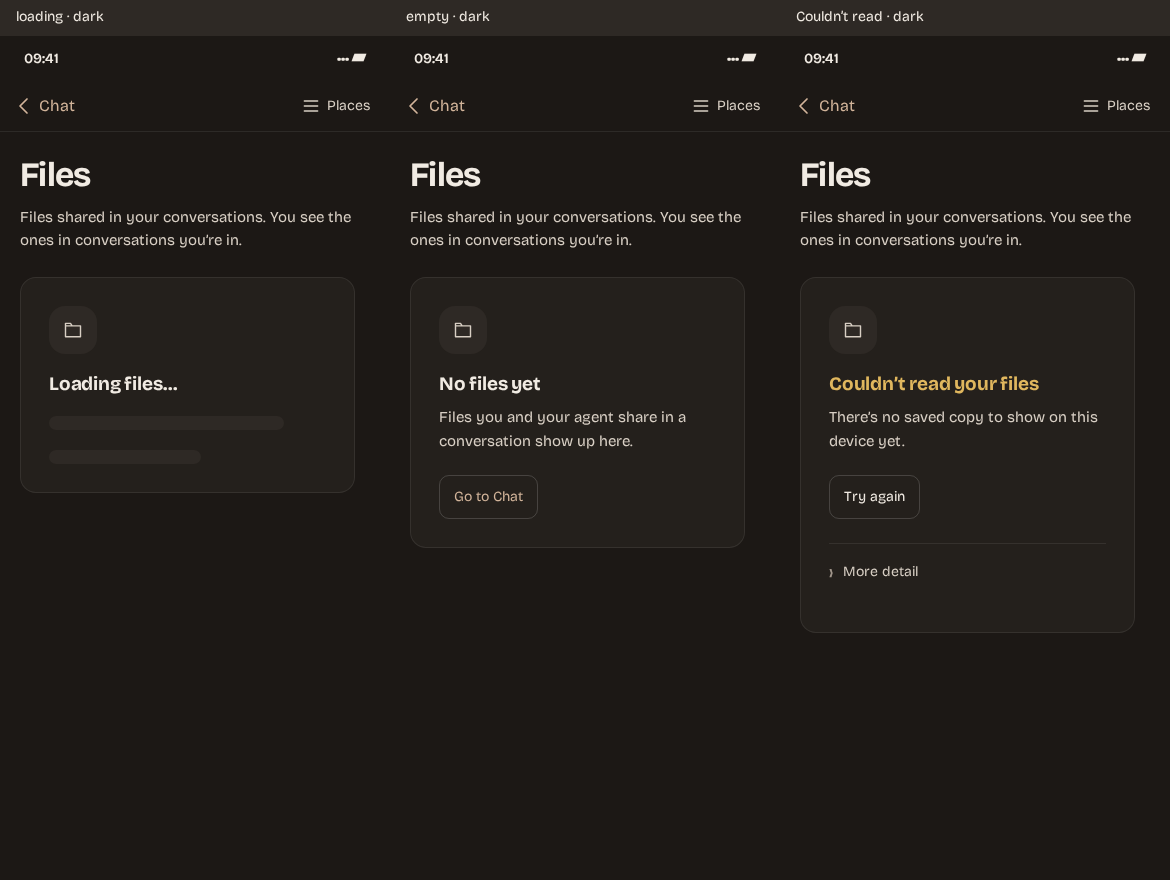 loading · dark
09:41
Chat
Places
Files
Files shared in your conversations. You see the
ones in conversations you’re in.
Loading files…
empty · dark
09:41
Chat
Places
Files
Files shared in your conversations. You see the
ones in conversations you’re in.
No files yet
Files you and your agent share in a
conversation show up here.
Go to Chat
Couldn’t read · dark
09:41
Chat
Places
Files
Files shared in your conversations. You see the
ones in conversations you’re in.
Couldn’t read your files
There’s no saved copy to show on this
device yet.
Try again
More detail